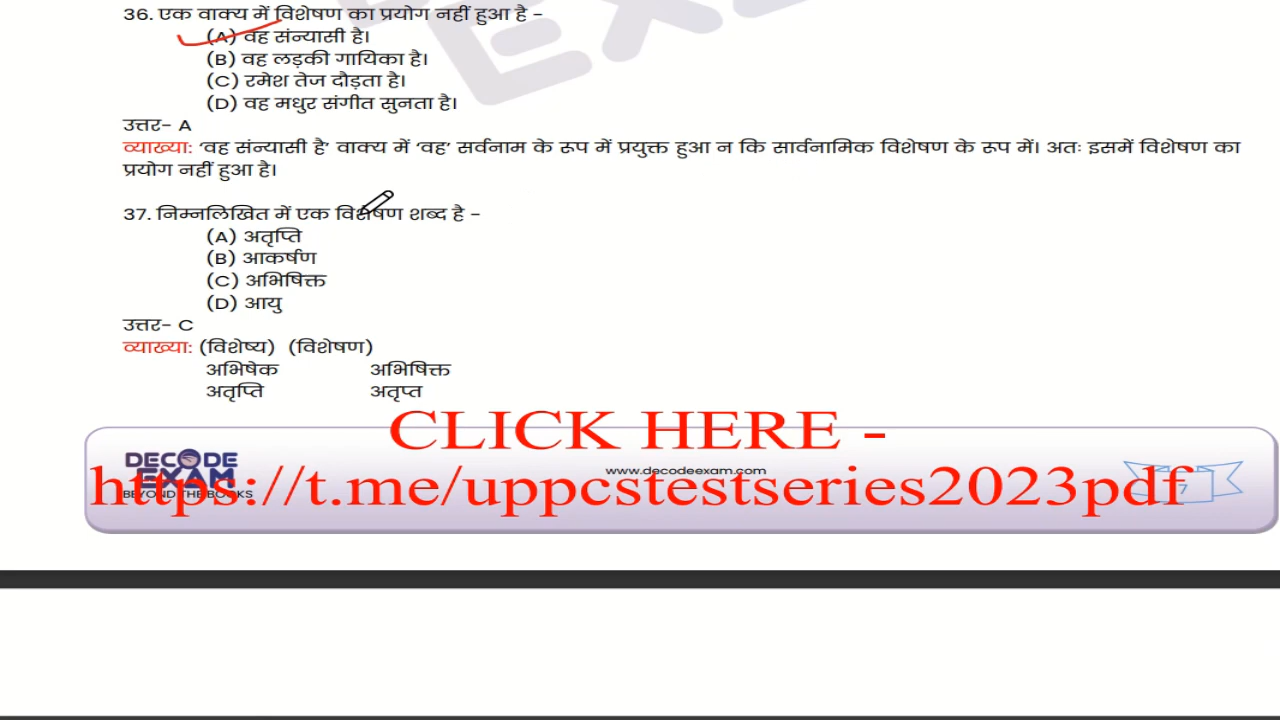 36. एक वाक्य में विशेषण का प्रयोग नहीं हुआ है -
(A) वह संन्यासी है।
(B) वह लड़की गायिका है।
(C) रमेश तेज दौड़ता है।
(D) वह मधुर संगीत सुनता है।
उत्तर- A
व्याख्या: ‘वह संन्यासी है’ वाक्य में ‘वह’ सर्वनाम के रूप में प्रयुक्त हुआ न कि सार्वनामिक विशेषण के रूप में। अतः इसमें विशेषण का
प्रयोग नहीं हुआ है।
37. निम्नलिखित में एक विशेषण शब्द है -
(A) अतृप्ति
(B) आकर्षण
(C) अभिषिक्त
(D) आयु
उत्तर- C
व्याख्या: (विशेष्य) (विशेषण)
अभिषेक अभिषिक्त
अतृप्ति अतृप्त
CLICK HERE -
DECODE
EXAM
BEYOND THE BOOKS
www.decodeexam.com
https://t.me/uppcstestseries2023pdf
7